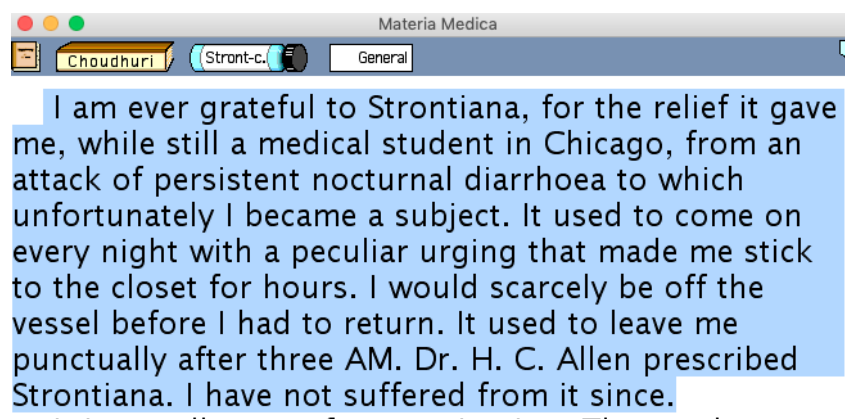 Materia Medica
Choudhuri Stront-c. General
I am ever grateful to Strontiana, for the relief it gave
me, while still a medical student in Chicago, from an
attack of persistent nocturnal diarrhoea to which
unfortunately I became a subject. It used to come on
every night with a peculiar urging that made me stick
to the closet for hours. I would scarcely be off the
vessel before I had to return. It used to leave me
punctually after three AM. Dr. H. C. Allen prescribed
Strontiana. I have not suffered from it since.